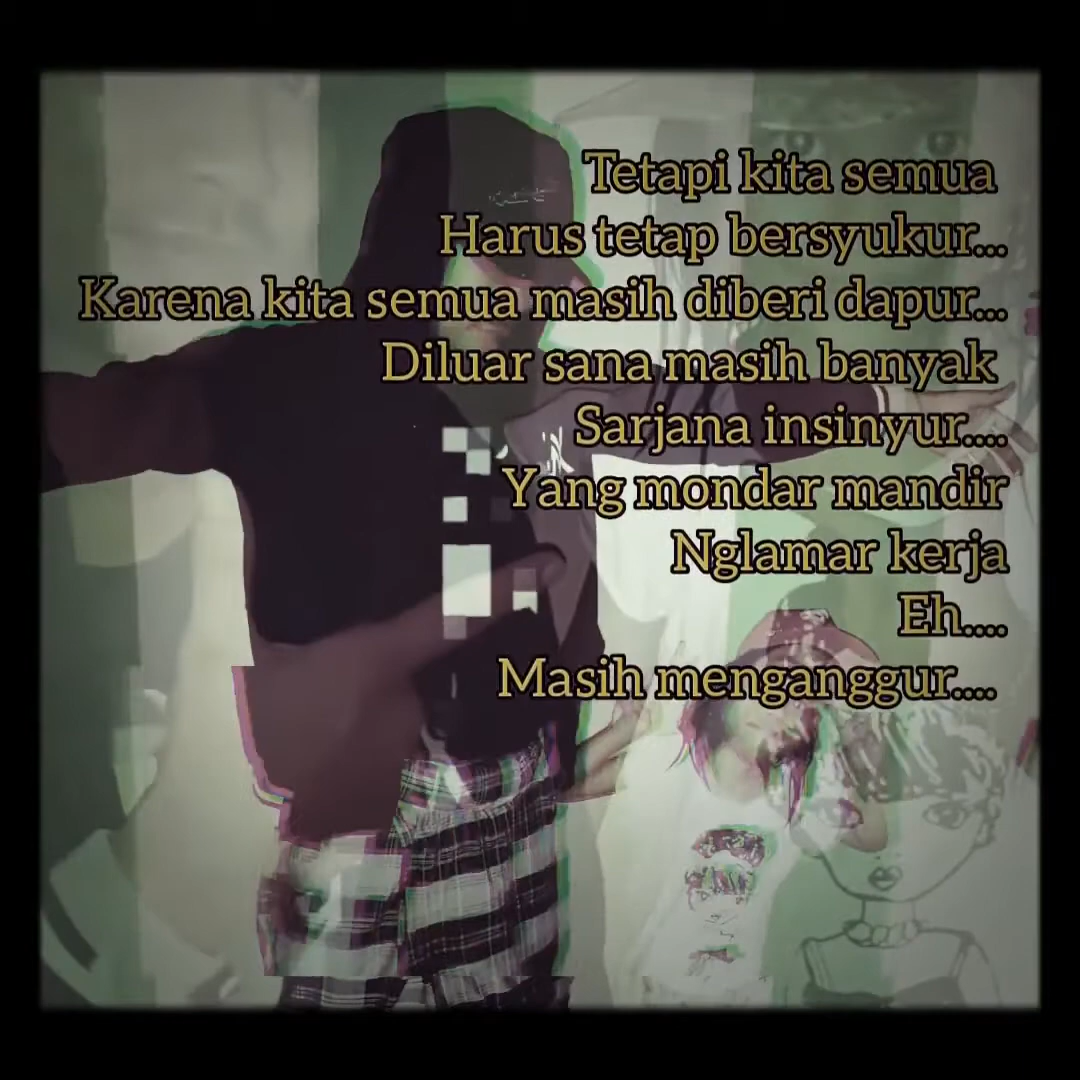 Tetapi kita semua
Harus tetap bersyukur...
Karena kita semua masih diberi dapur...
Diluar sana masih banyak
Sarjana insinyur....
Yang mondar mandir
Nglamar kerja
Eh....
Masih menganggur....